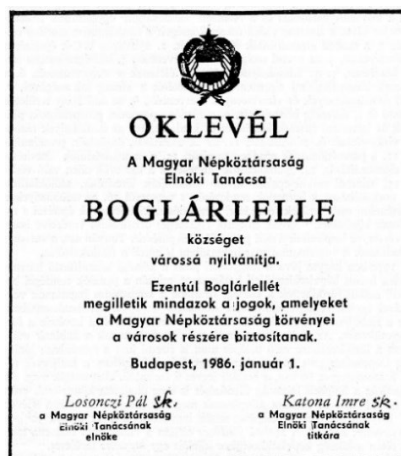 OKLEVÉL
A Magyar Népköztársaság
Elnöki Tanácsa
BOGLÁRLELLE
községet
várossá nyilvánítja.
Ezentúl Boglárlellét
megilletik mindazok a jogok, amelyeket
a Magyar Népköztársaság törvényei
a városok részére biztosítanak.
Budapest, 1986. január 1.
Losonczi Pál sk.
a Magyar Népköztársaság
Elnöki Tanácsának
elnöke
Katona Imre sk.
a Magyar Népköztársaság
Elnöki Tanácsának
titkára